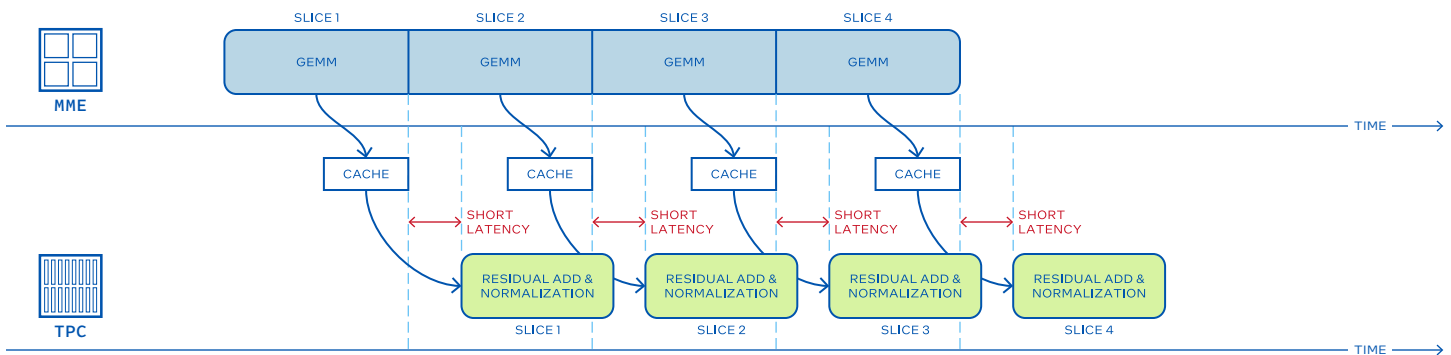 SLICE 1
SLICE 2
SLICE 3
SLICE 4
GEMM
GEMM
GEMM
GEMM
MME
TIME
CACHE
CACHE
CACHE
CACHE
SHORT
LATENCY
SHORT
LATENCY
SHORT
LATENCY
SHORT
LATENCY
RESIDUAL ADD &
NORMALIZATION
RESIDUAL ADD &
NORMALIZATION
RESIDUAL ADD &
NORMALIZATION
RESIDUAL ADD &
NORMALIZATION
TPC
SLICE 1
SLICE 2
SLICE 3
SLICE 4
TIME